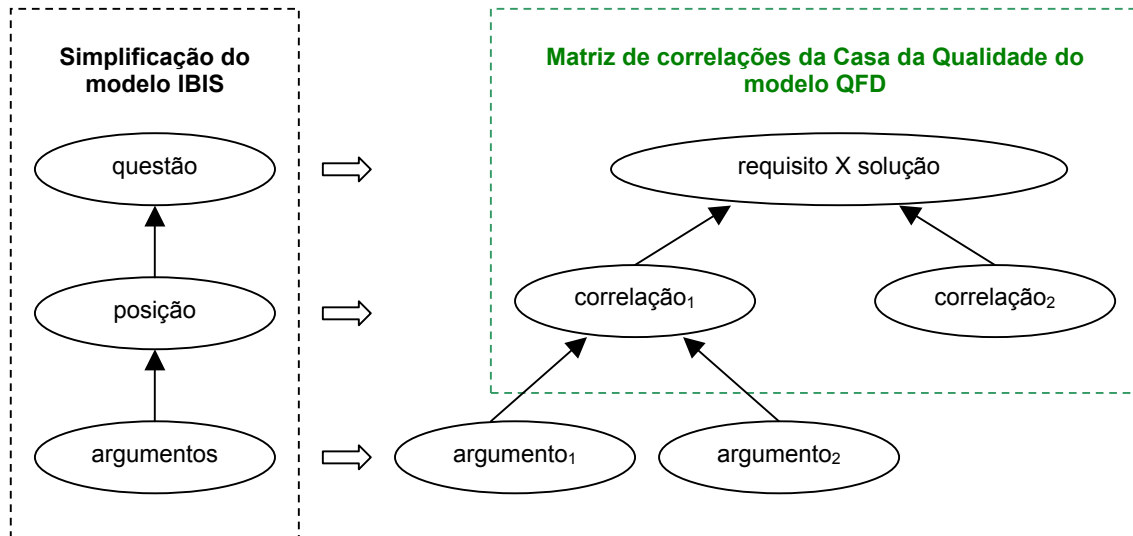 Simplificação do
modelo IBIS
Matriz de correlações da Casa da Qualidade do
modelo QFD
questão
requisito X solução
posição
correlação₁
correlação₂
argumentos
argumento₁
argumento₂